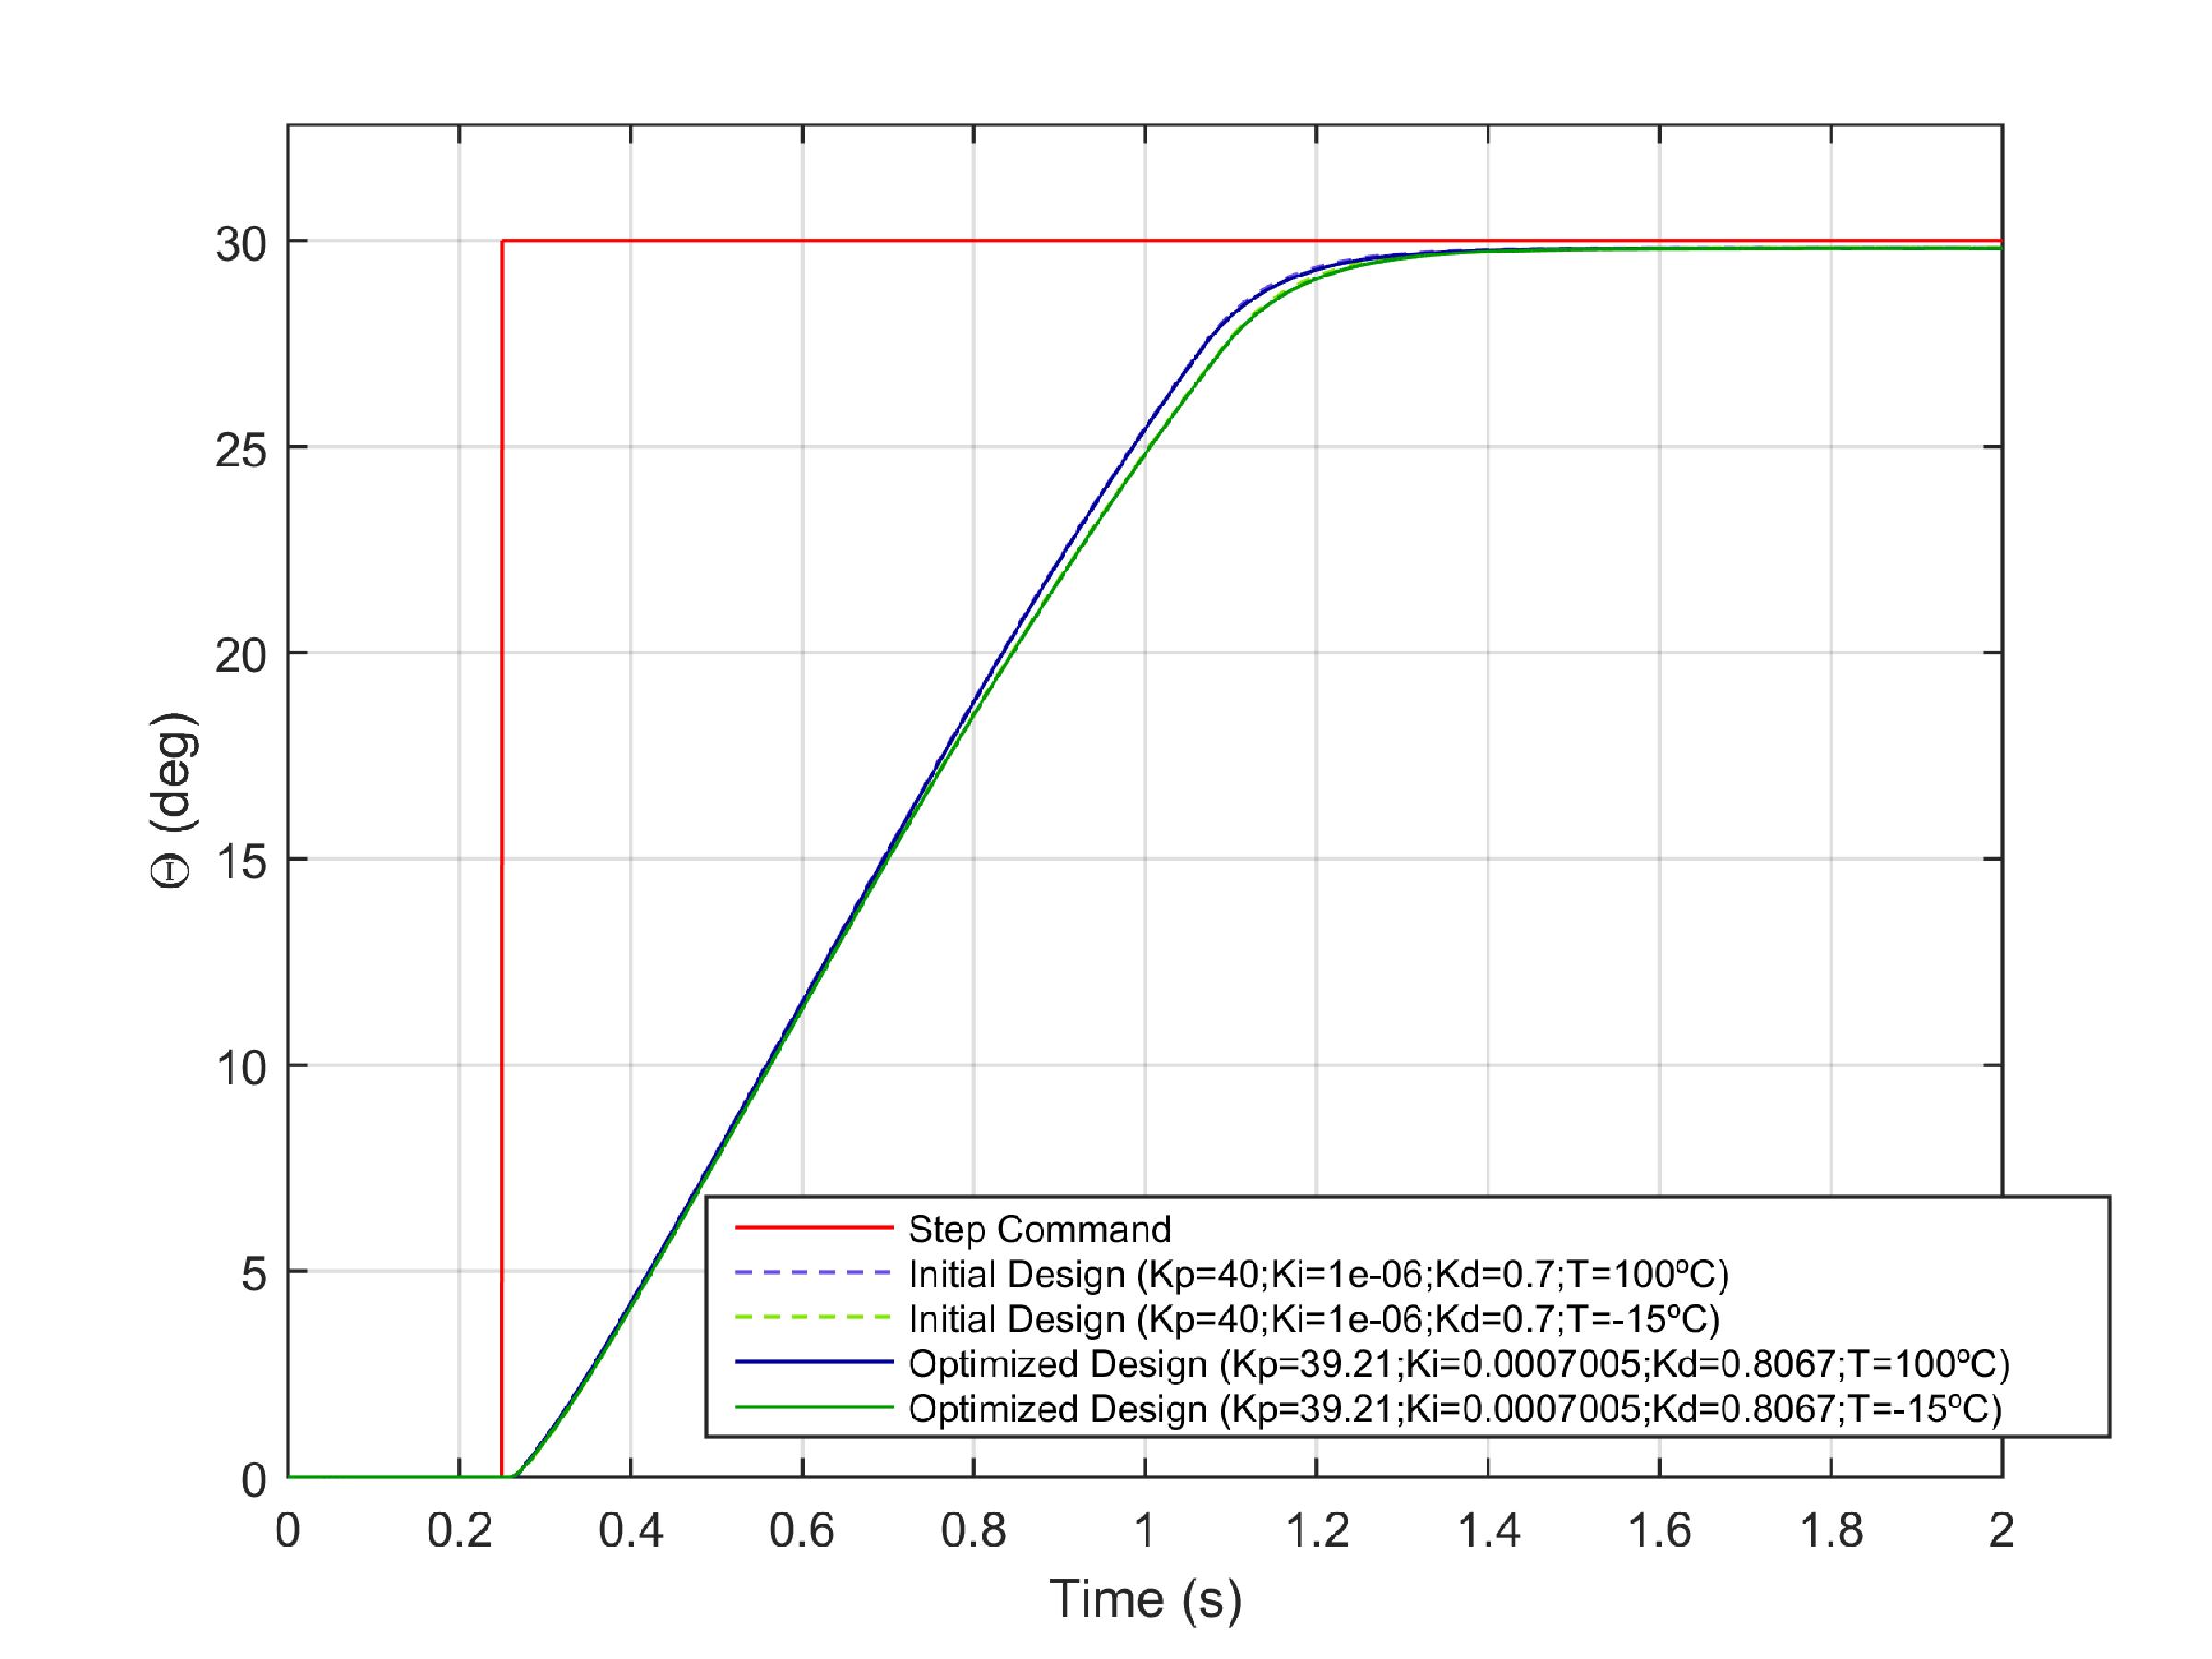 30
25
20
15
10
5
0
Θ (deg)
Step Command
Initial Design (Kp=40;Ki=1e-06;Kd=0.7;T=100ºC)
Initial Design (Kp=40;Ki=1e-06;Kd=0.7;T=-15ºC)
Optimized Design (Kp=39.21;Ki=0.0007005;Kd=0.8067;T=100ºC)
Optimized Design (Kp=39.21;Ki=0.0007005;Kd=0.8067;T=-15ºC)
0 0.2 0.4 0.6 0.8 1 1.2 1.4 1.6 1.8 2
Time (s)